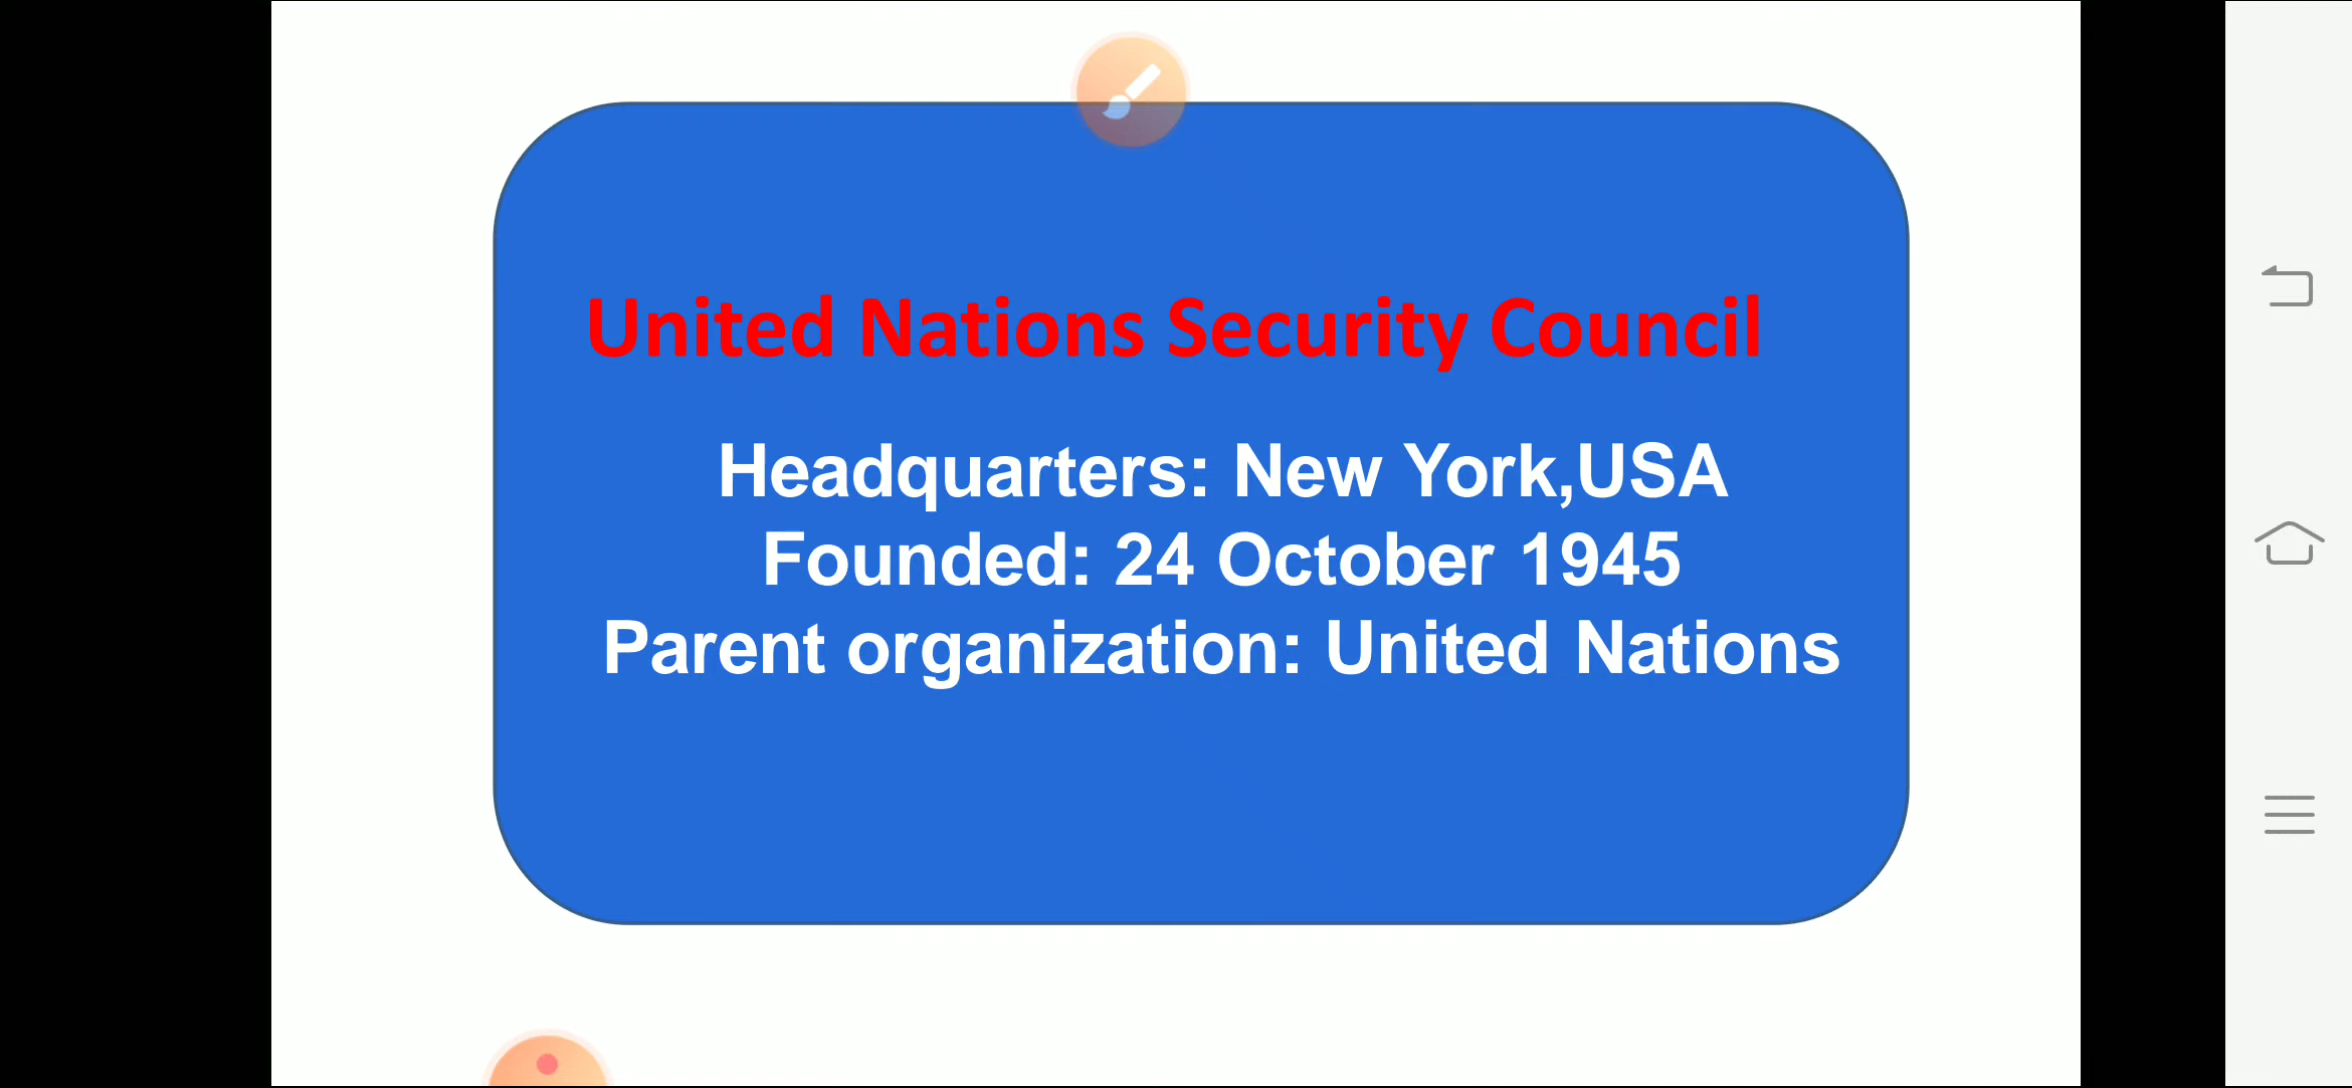 United Nations Security Council
Headquarters: New York,USA
Founded: 24 October 1945
Parent organization: United Nations